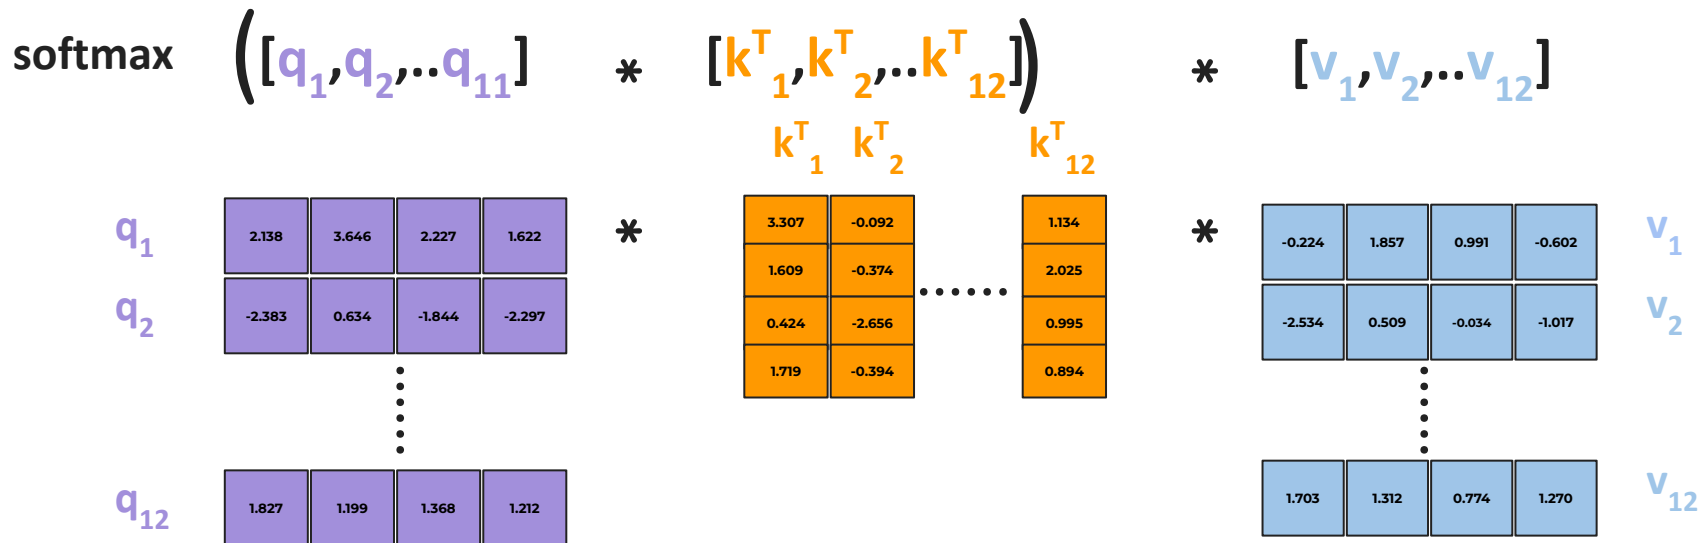 softmax ([q1,q2,..q11] * [kT1,kT2,..kT12]) * [v1,v2,..v12]
kT1 kT2 kT12
q1 2.138 3.646 2.227 1.622 * 3.307 -0.092 1.134 * -0.224 1.857 0.991 -0.602 v1
1.609 -0.374 ...... 2.025
q2 -2.383 0.634 -1.844 -2.297 0.424 -2.656 0.995 -2.534 0.509 -0.034 -1.017 v2
1.719 -0.394 0.894
q12 1.827 1.199 1.368 1.212 1.703 1.312 0.774 1.270 v12